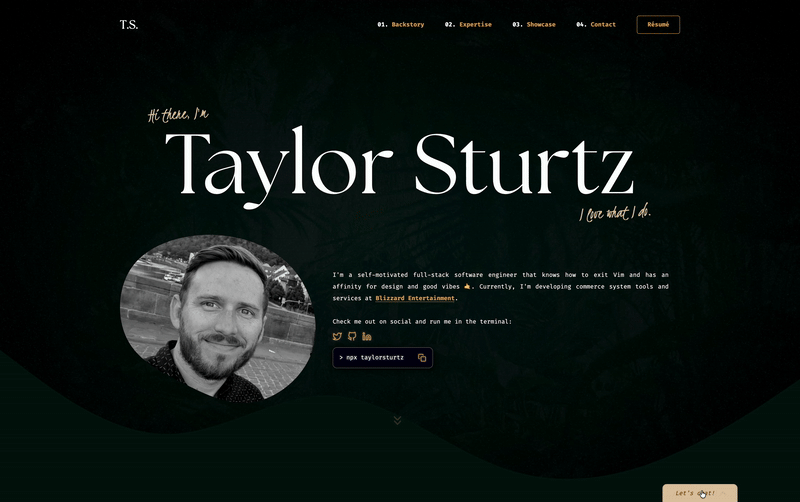 T.S.
01. Backstory
02. Expertise
03. Showcase
04. Contact
Résumé
Hi there, I'm
Taylor Sturtz
I love what I do.
I'm a self-motivated full-stack software engineer that knows how to exit Vim and has an
affinity for design and good vibes 🤙. Currently, I'm developing commerce system tools and
services at Blizzard Entertainment.
Check me out on social and run me in the terminal:
> npx taylorsturtz
Let's chat!